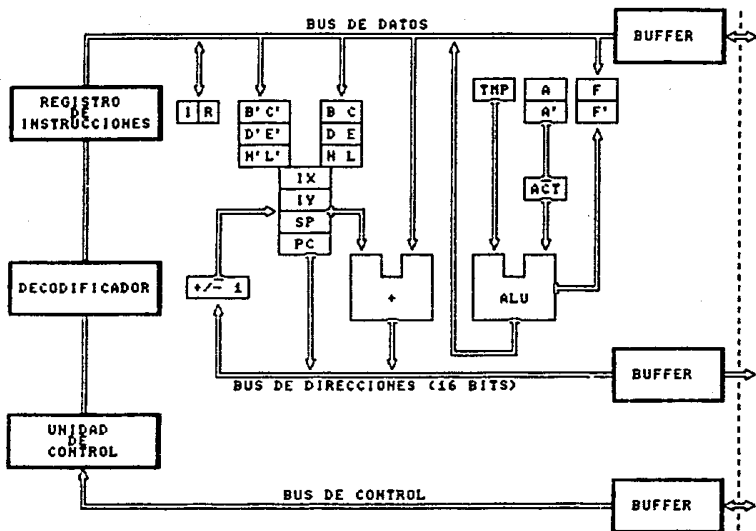 BUS DE DATOS
BUFFER
REGISTRO
DE
INSTRUCCIONES
I R
B' C'
D' E'
H' L'
B C
D E
H L
IX
IY
SP
PC
TMP
A
A'
F
F'
ACT
DECODIFICADOR
+/- 1
+
ALU
BUFFER
BUS DE DIRECCIONES (16 BITS)
UNIDAD
DE
CONTROL
BUS DE CONTROL
BUFFER